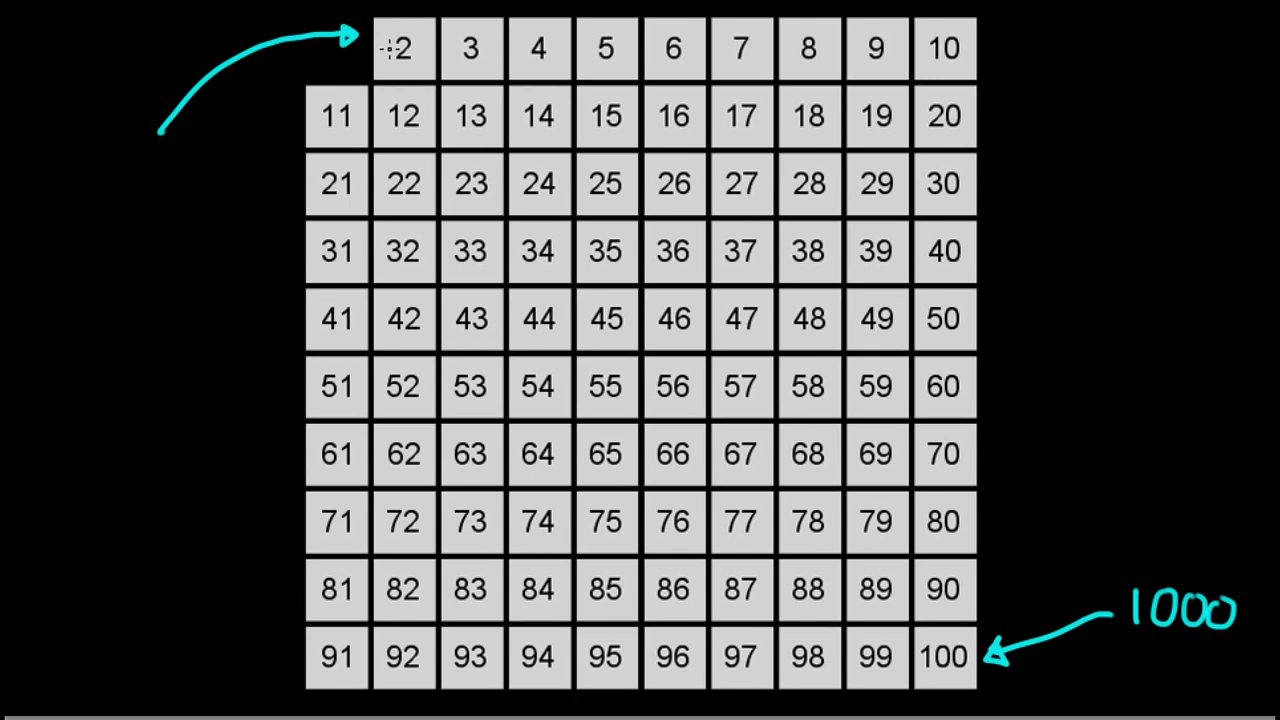 2 3 4 5 6 7 8 9 10
11 12 13 14 15 16 17 18 19 20
21 22 23 24 25 26 27 28 29 30
31 32 33 34 35 36 37 38 39 40
41 42 43 44 45 46 47 48 49 50
51 52 53 54 55 56 57 58 59 60
61 62 63 64 65 66 67 68 69 70
71 72 73 74 75 76 77 78 79 80
81 82 83 84 85 86 87 88 89 90
1000
91 92 93 94 95 96 97 98 99 100